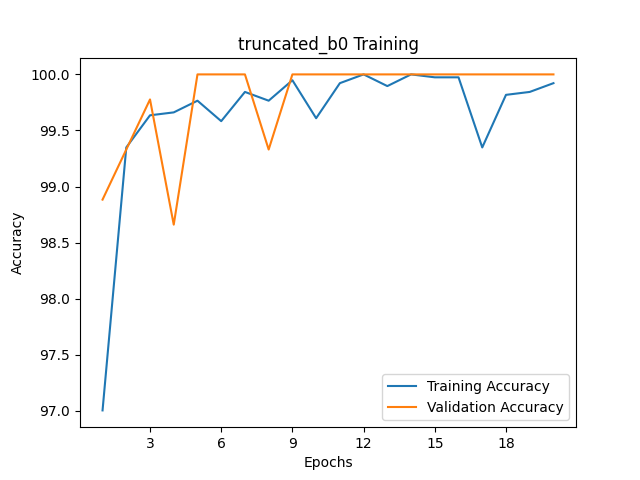 truncated_b0 Training
100.0
99.5
99.0
98.5
98.0
97.5
97.0
Accuracy
3 6 9 12 15 18
Epochs
Training Accuracy
Validation Accuracy